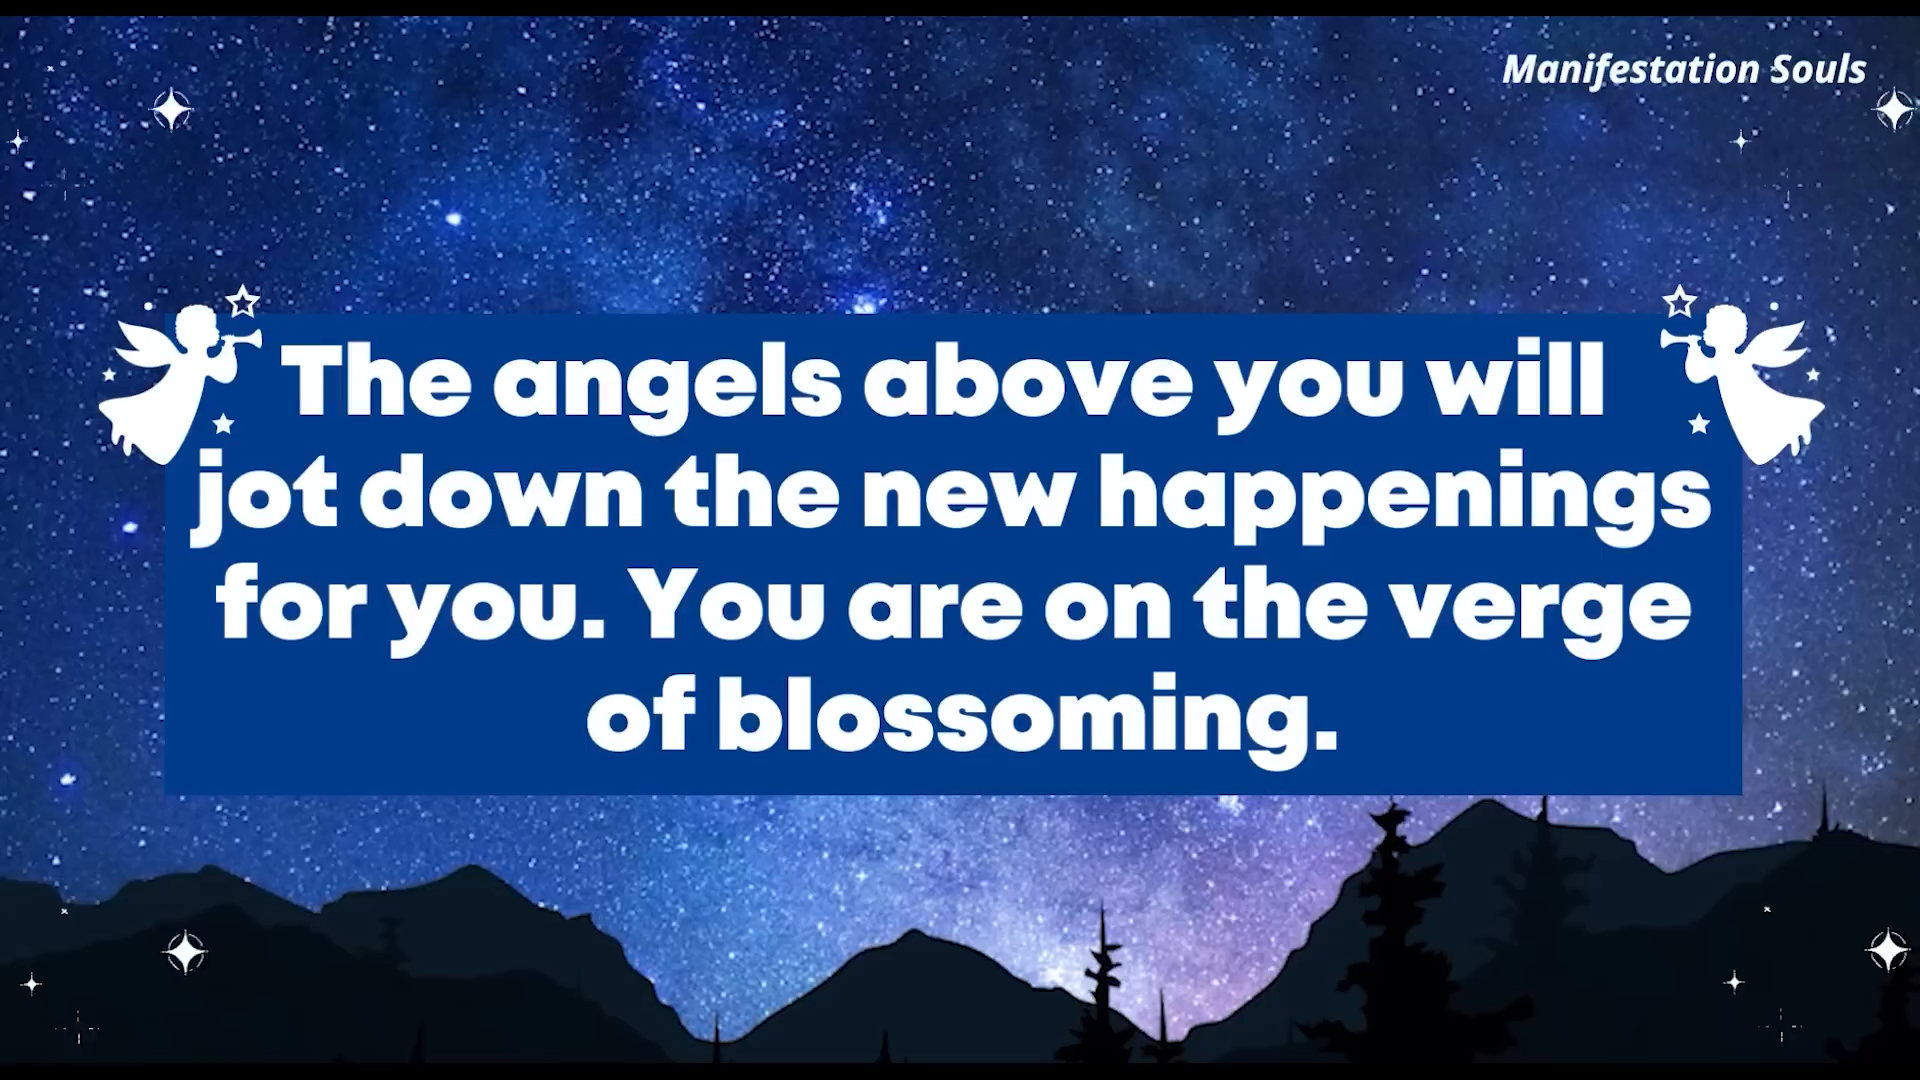 Manifestation Souls
The angels above you will
jot down the new happenings
for you. You are on the verge
of blossoming.